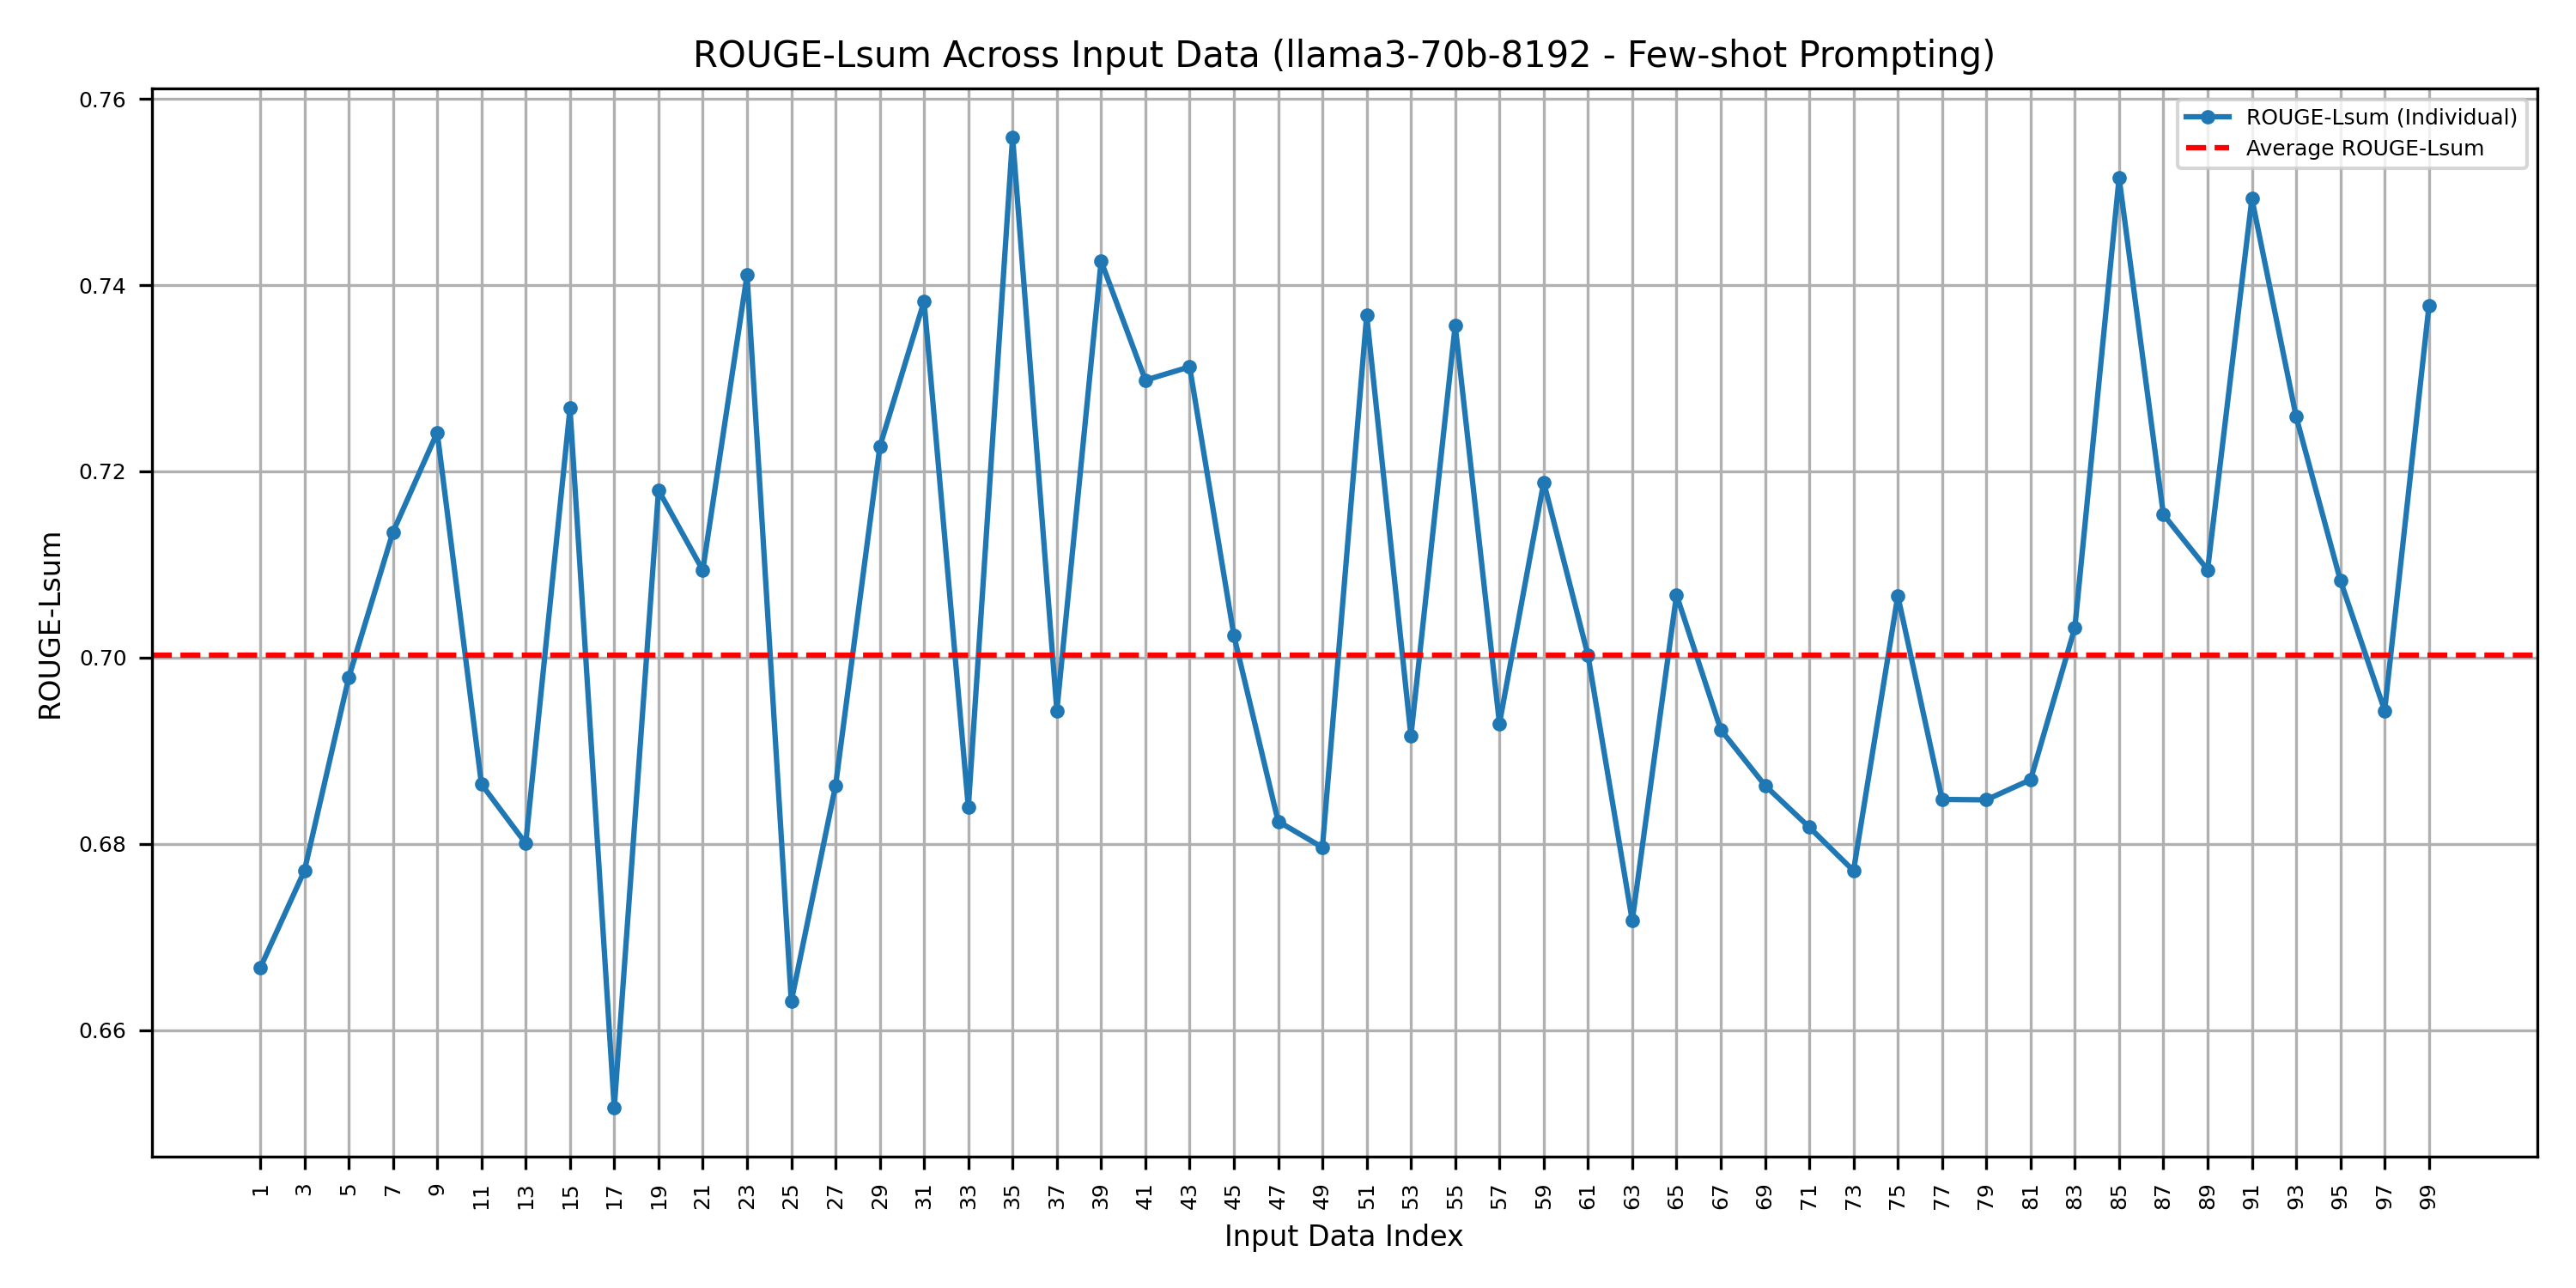 ROUGE-Lsum Across Input Data (llama3-70b-8192 - Few-shot Prompting)
ROUGE-Lsum (Individual)
Average ROUGE-Lsum
ROUGE-Lsum
0.76
0.74
0.72
0.70
0.68
0.66
1 3 5 7 9 11 13 15 17 19 21 23 25 27 29 31 33 35 37 39 41 43 45 47 49 51 53 55 57 59 61 63 65 67 69 71 73 75 77 79 81 83 85 87 89 91 93 95 97 99
Input Data Index